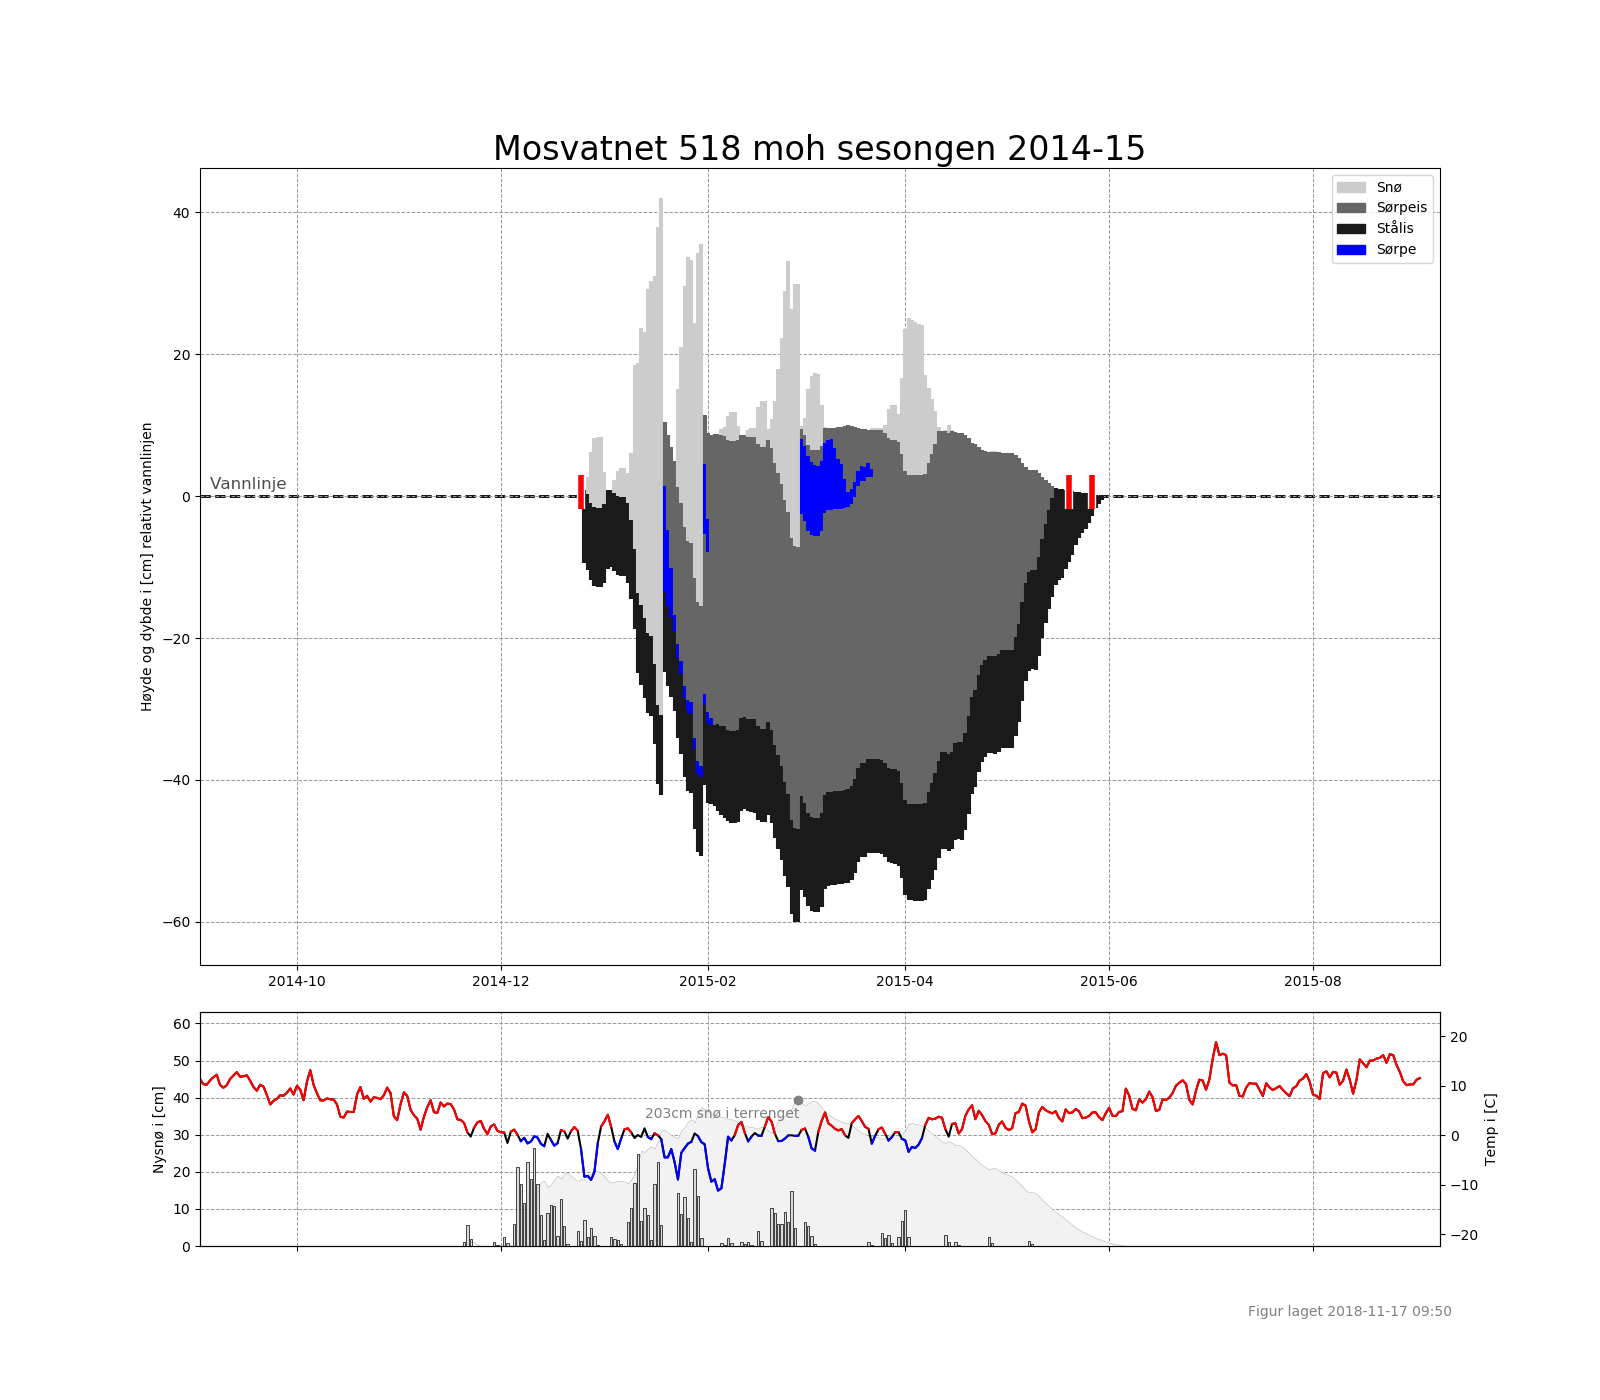 Mosvatnet 518 moh sesongen 2014-15
Høyde og dybde i [cm] relativt vannlinjen
40
20
0
−20
−40
−60
Vannlinje
Snø
Sørpeis
Stålis
Sørpe
2014-10 2014-12 2015-02 2015-04 2015-06 2015-08
Nysnø i [cm]
60
50
40
30
20
10
0
203cm snø i terrenget
20
10
0
−10
−20
Temp i [C]
Figur laget 2018-11-17 09:50